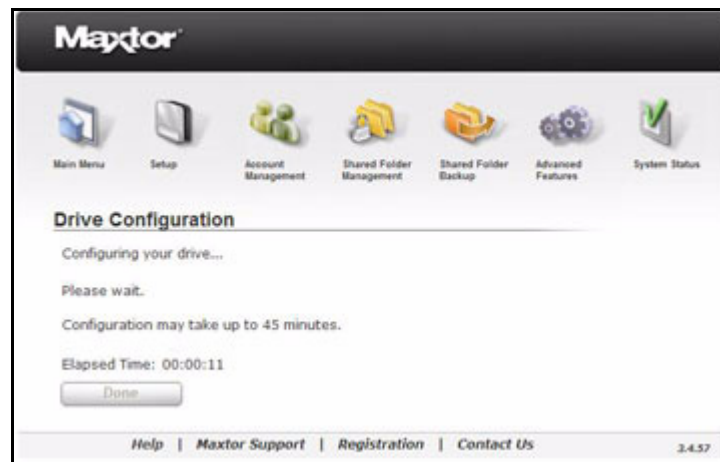 Maxtor
Main Menu
Setup
Account Management
Shared Folder Management
Shared Folder Backup
Advanced Features
System Status
Drive Configuration
Configuring your drive...
Please wait.
Configuration may take up to 45 minutes.
Elapsed Time: 00:00:11
Done
Help | Maxtor Support | Registration | Contact Us
3.4.57